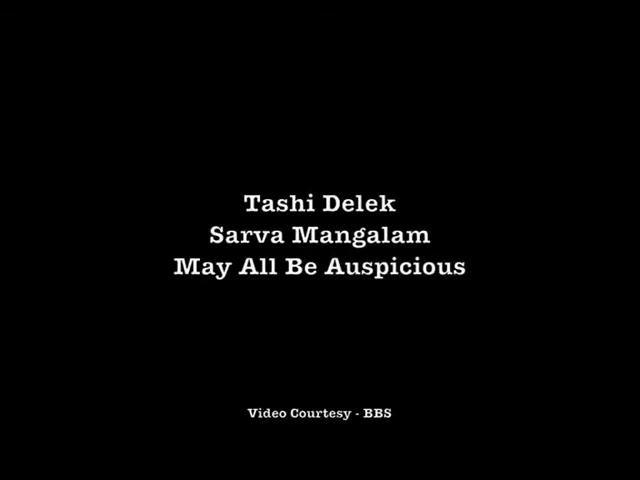 Tashi Delek
Sarva Mangalam
May All Be Auspicious
Video Courtesy - BBS